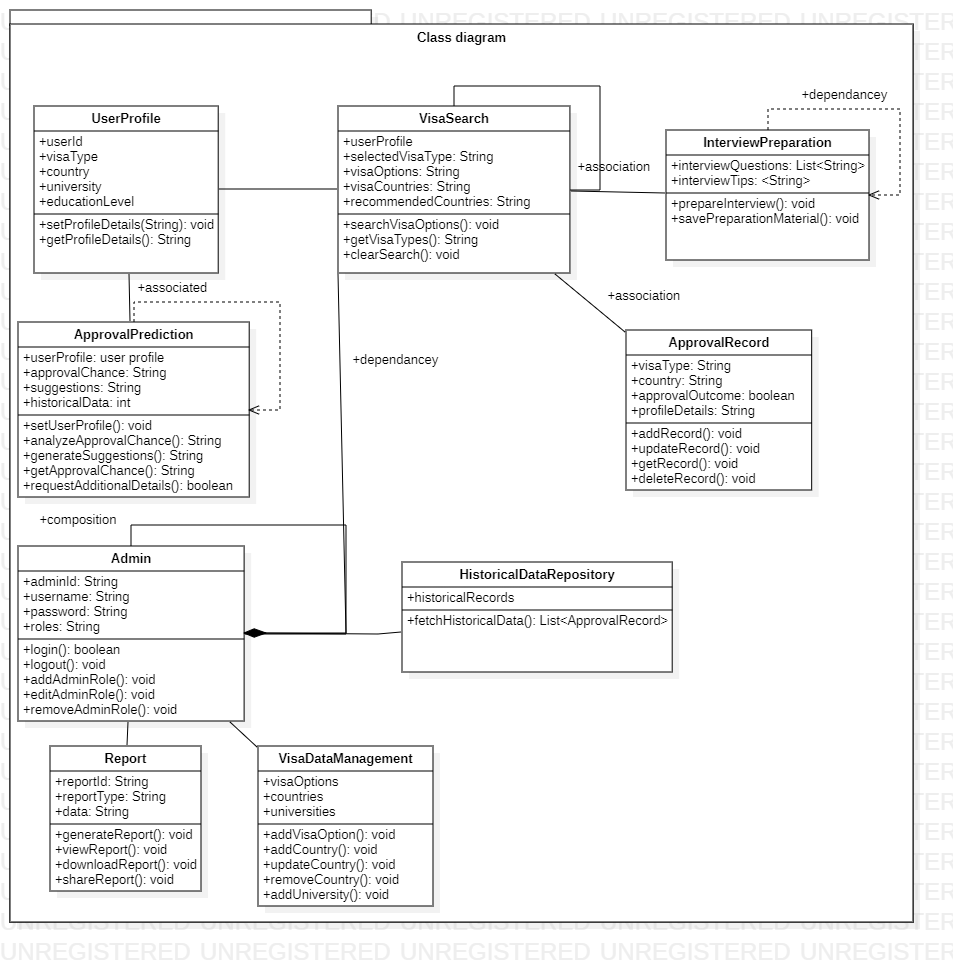 Class diagram
UserProfile
+userId
+visaType
+country
+university
+educationLevel
+setProfileDetails(String): void
+getProfileDetails(): String
VisaSearch
+userProfile
+selectedVisaType: String
+visaOptions: String
+visaCountries: String
+recommendedCountries: String
+searchVisaOptions(): void
+getVisaTypes(): String
+clearSearch(): void
+association
+dependancey
InterviewPreparation
+interviewQuestions: List<String>
+interviewTips: <String>
+prepareInterview(): void
+savePreparationMaterial(): void
+associated
ApprovalPrediction
+userProfile: user profile
+approvalChance: String
+suggestions: String
+historicalData: int
+setUserProfile(): void
+analyzeApprovalChance(): String
+generateSuggestions(): String
+getApprovalChance(): String
+requestAdditionalDetails(): boolean
+dependancey
+association
ApprovalRecord
+visaType: String
+country: String
+approvalOutcome: boolean
+profileDetails: String
+addRecord(): void
+updateRecord(): void
+getRecord(): void
+deleteRecord(): void
+composition
Admin
+adminId: String
+username: String
+password: String
+roles: String
+login(): boolean
+logout(): void
+addAdminRole(): void
+editAdminRole(): void
+removeAdminRole(): void
HistoricalDataRepository
+historicalRecords
+fetchHistoricalData(): List<ApprovalRecord>
Report
+reportId: String
+reportType: String
+data: String
+generateReport(): void
+viewReport(): void
+downloadReport(): void
+shareReport(): void
VisaDataManagement
+visaOptions
+countries
+universities
+addVisaOption(): void
+addCountry(): void
+updateCountry(): void
+removeCountry(): void
+addUniversity(): void
UNREGISTERED UNREGISTERED UNREGISTERED UNREGISTERED UNREGISTERED